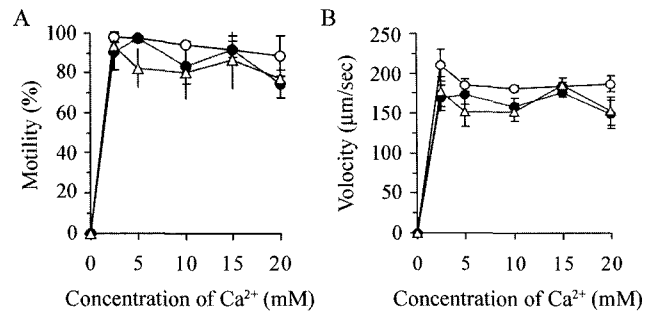 A
Motility (%)
100
80
60
40
20
0
0 5 10 15 20
Concentration of Ca²⁺ (mM)
B
Volocity (μm/sec)
250
200
150
100
50
0
0 5 10 15 20
Concentration of Ca²⁺ (mM)